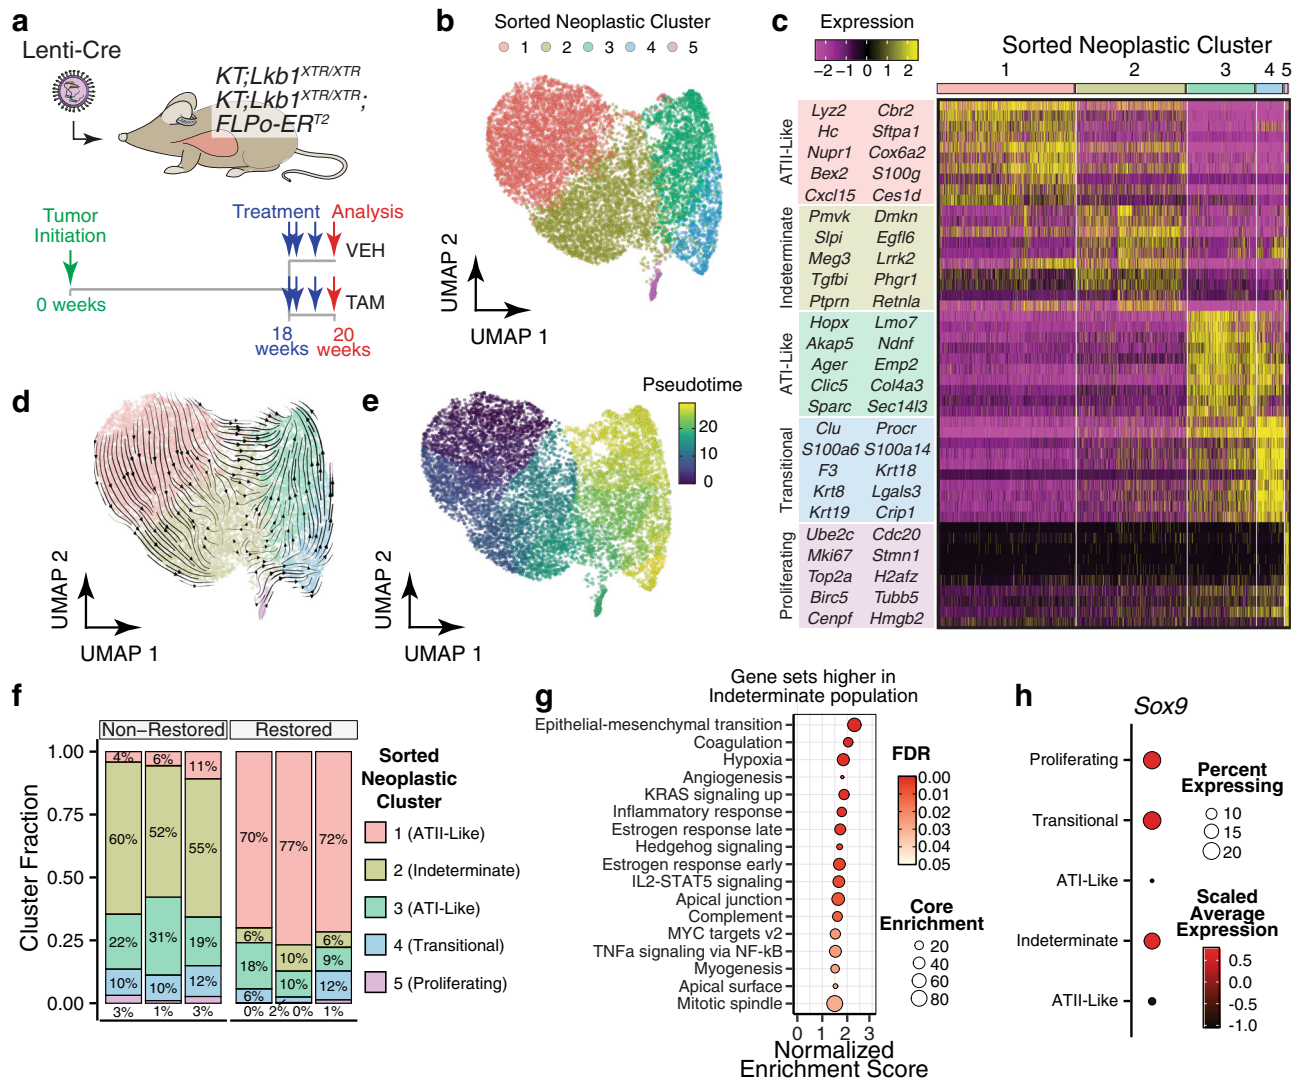 a
Lenti-Cre
KT;Lkb1XTR/XTR
KT;Lkb1XTR/XTR;
FLPo-ERT2
Tumor
Initiation
0 weeks
Treatment
Analysis
VEH
TAM
18
weeks
20
weeks
b
Sorted Neoplastic Cluster
1 2 3 4 5
UMAP 2
UMAP 1
c
Expression
-2 -1 0 1 2
Sorted Neoplastic Cluster
1 2 3 4 5
ATII-Like
Lyz2 Cbr2
Hc Sftpa1
Nupr1 Cox6a2
Bex2 S100g
Cxcl15 Ces1d
Indeterminate
Pmvk Dmkn
Slpi Egfl6
Meg3 Lrrk2
Tgfbi Phgr1
Ptprn Retnla
ATI-Like
Hopx Lmo7
Akap5 Ndnf
Ager Emp2
Clic5 Col4a3
Sparc Sec14l3
Transitional
Clu Procr
S100a6 S100a14
F3 Krt18
Krt8 Lgals3
Krt19 Crip1
Proliferating
Ube2c Cdc20
Mki67 Stmn1
Top2a H2afz
Birc5 Tubb5
Cenpf Hmgb2
d
UMAP 2
UMAP 1
e
Pseudotime
20
10
0
UMAP 2
UMAP 1
f
Non-Restored Restored
Cluster Fraction
1.00
0.75
0.50
0.25
0.00
4% 6% 11%
60% 52% 55%
22% 31% 19%
10% 10% 12%
3% 1% 3%
70% 77% 72%
6% 10% 6%
18% 10% 9%
6% 2% 12%
0% 0% 1%
Sorted
Neoplastic
Cluster
1 (ATII-Like)
2 (Indeterminate)
3 (ATI-Like)
4 (Transitional)
5 (Proliferating)
g
Gene sets higher in
Indeterminate population
Epithelial-mesenchymal transition
Coagulation
Hypoxia
Angiogenesis
KRAS signaling up
Inflammatory response
Estrogen response late
Hedgehog signaling
Estrogen response early
IL2-STAT5 signaling
Apical junction
Complement
MYC targets v2
TNFa signaling via NF-kB
Myogenesis
Apical surface
Mitotic spindle
0 1 2 3
Normalized
Enrichment Score
FDR
0.00
0.01
0.02
0.03
0.04
0.05
Core
Enrichment
20
40
60
80
h
Sox9
Proliferating
Transitional
ATI-Like
Indeterminate
ATII-Like
Percent
Expressing
10
15
20
Scaled
Average
Expression
0.5
0.0
-0.5
-1.0